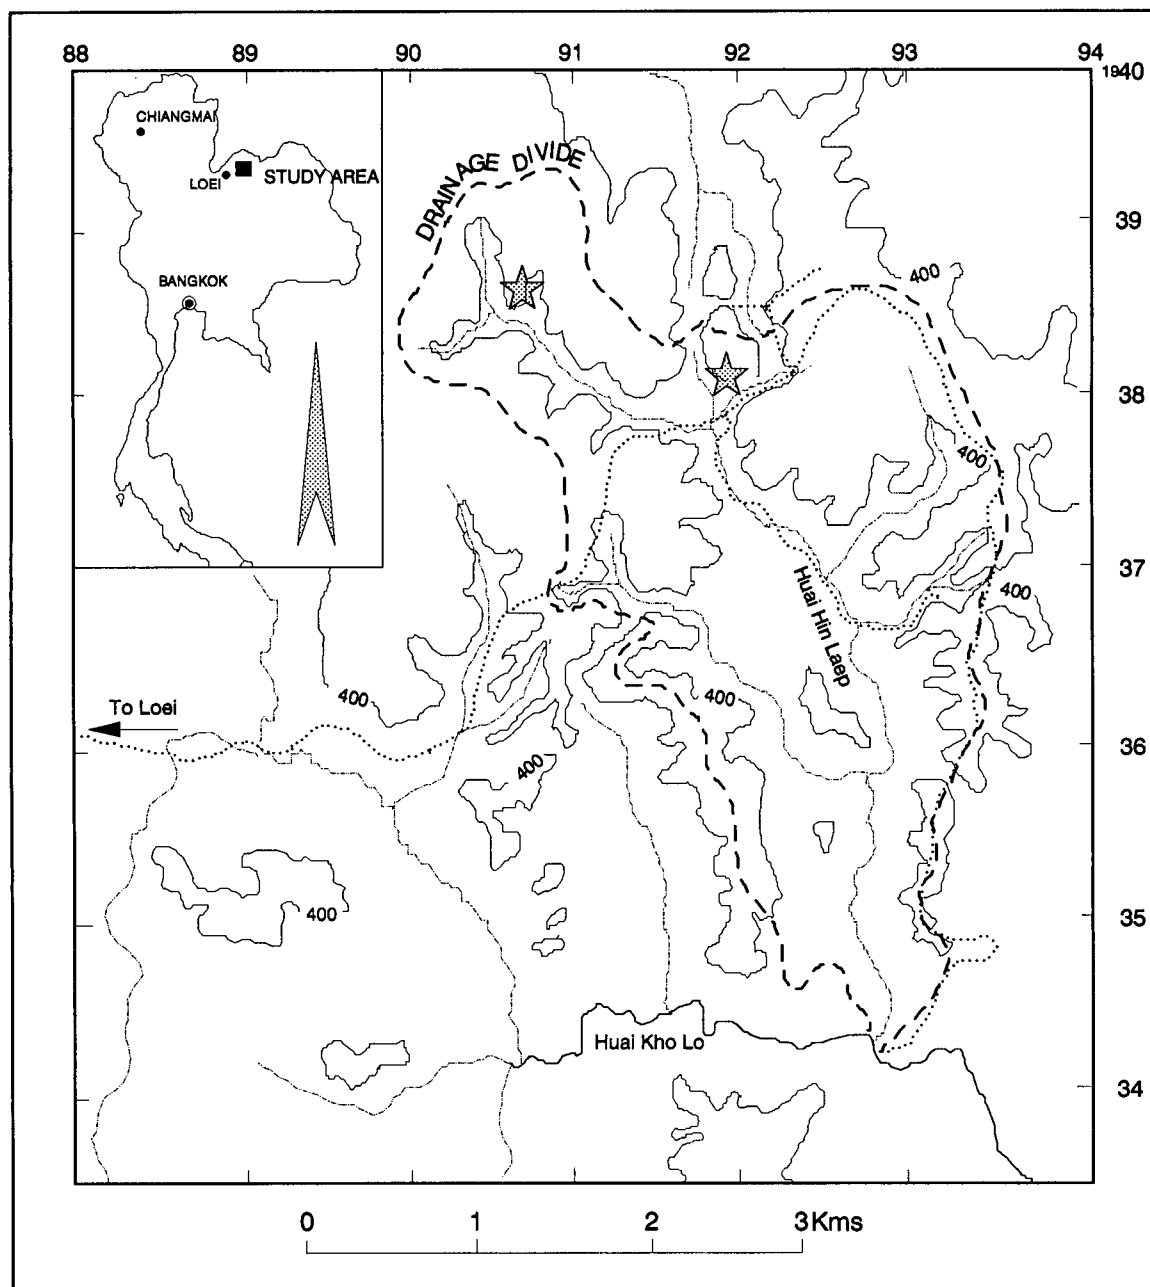 88 89 90 91 92 93 94
1940
CHIANGMAI
LOEI
STUDY AREA
BANGKOK
DRAINAGE DIVIDE
39
400
38
400
37
Huai Hin Laep
400
400
400
To Loei
36
400
400
35
Huai Kho Lo
34
0 1 2 3Kms